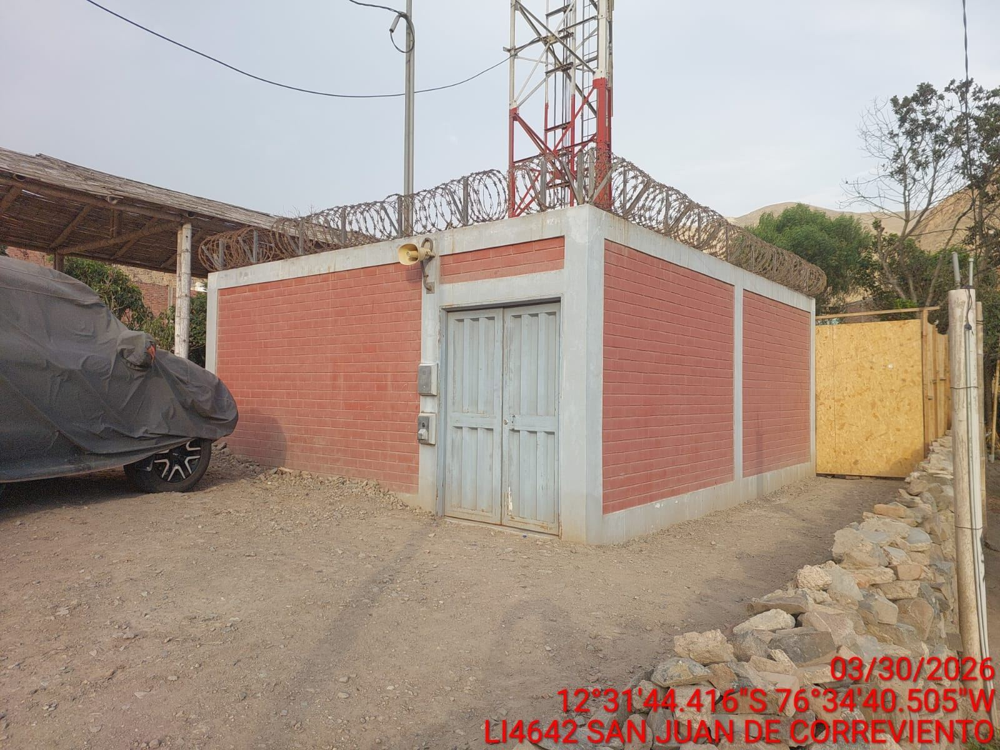 03/30/2026
12°31'44.416"S 76°34'40.505"W
LI4642 SAN JUAN DE CORREVIENTO